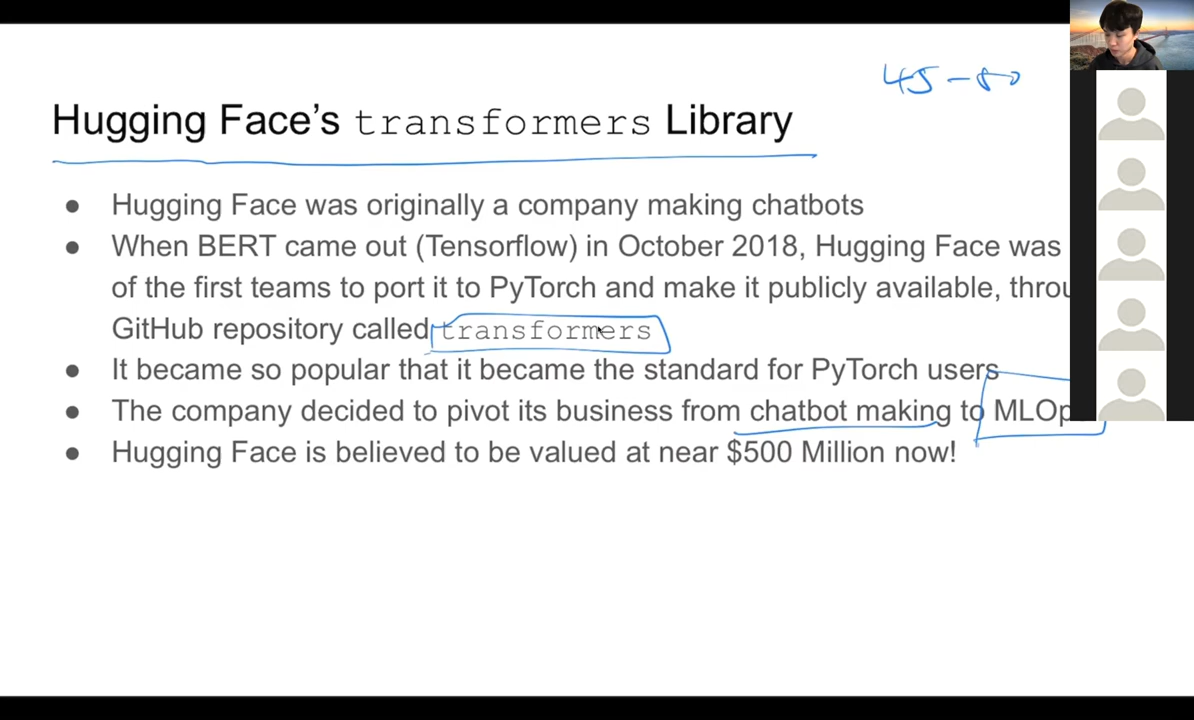 45-80
Hugging Face's transformers Library
● Hugging Face was originally a company making chatbots
● When BERT came out (Tensorflow) in October 2018, Hugging Face was
of the first teams to port it to PyTorch and make it publicly available, throu
GitHub repository called transformers
● It became so popular that it became the standard for PyTorch users
● The company decided to pivot its business from chatbot making to MLOp
● Hugging Face is believed to be valued at near $500 Million now!